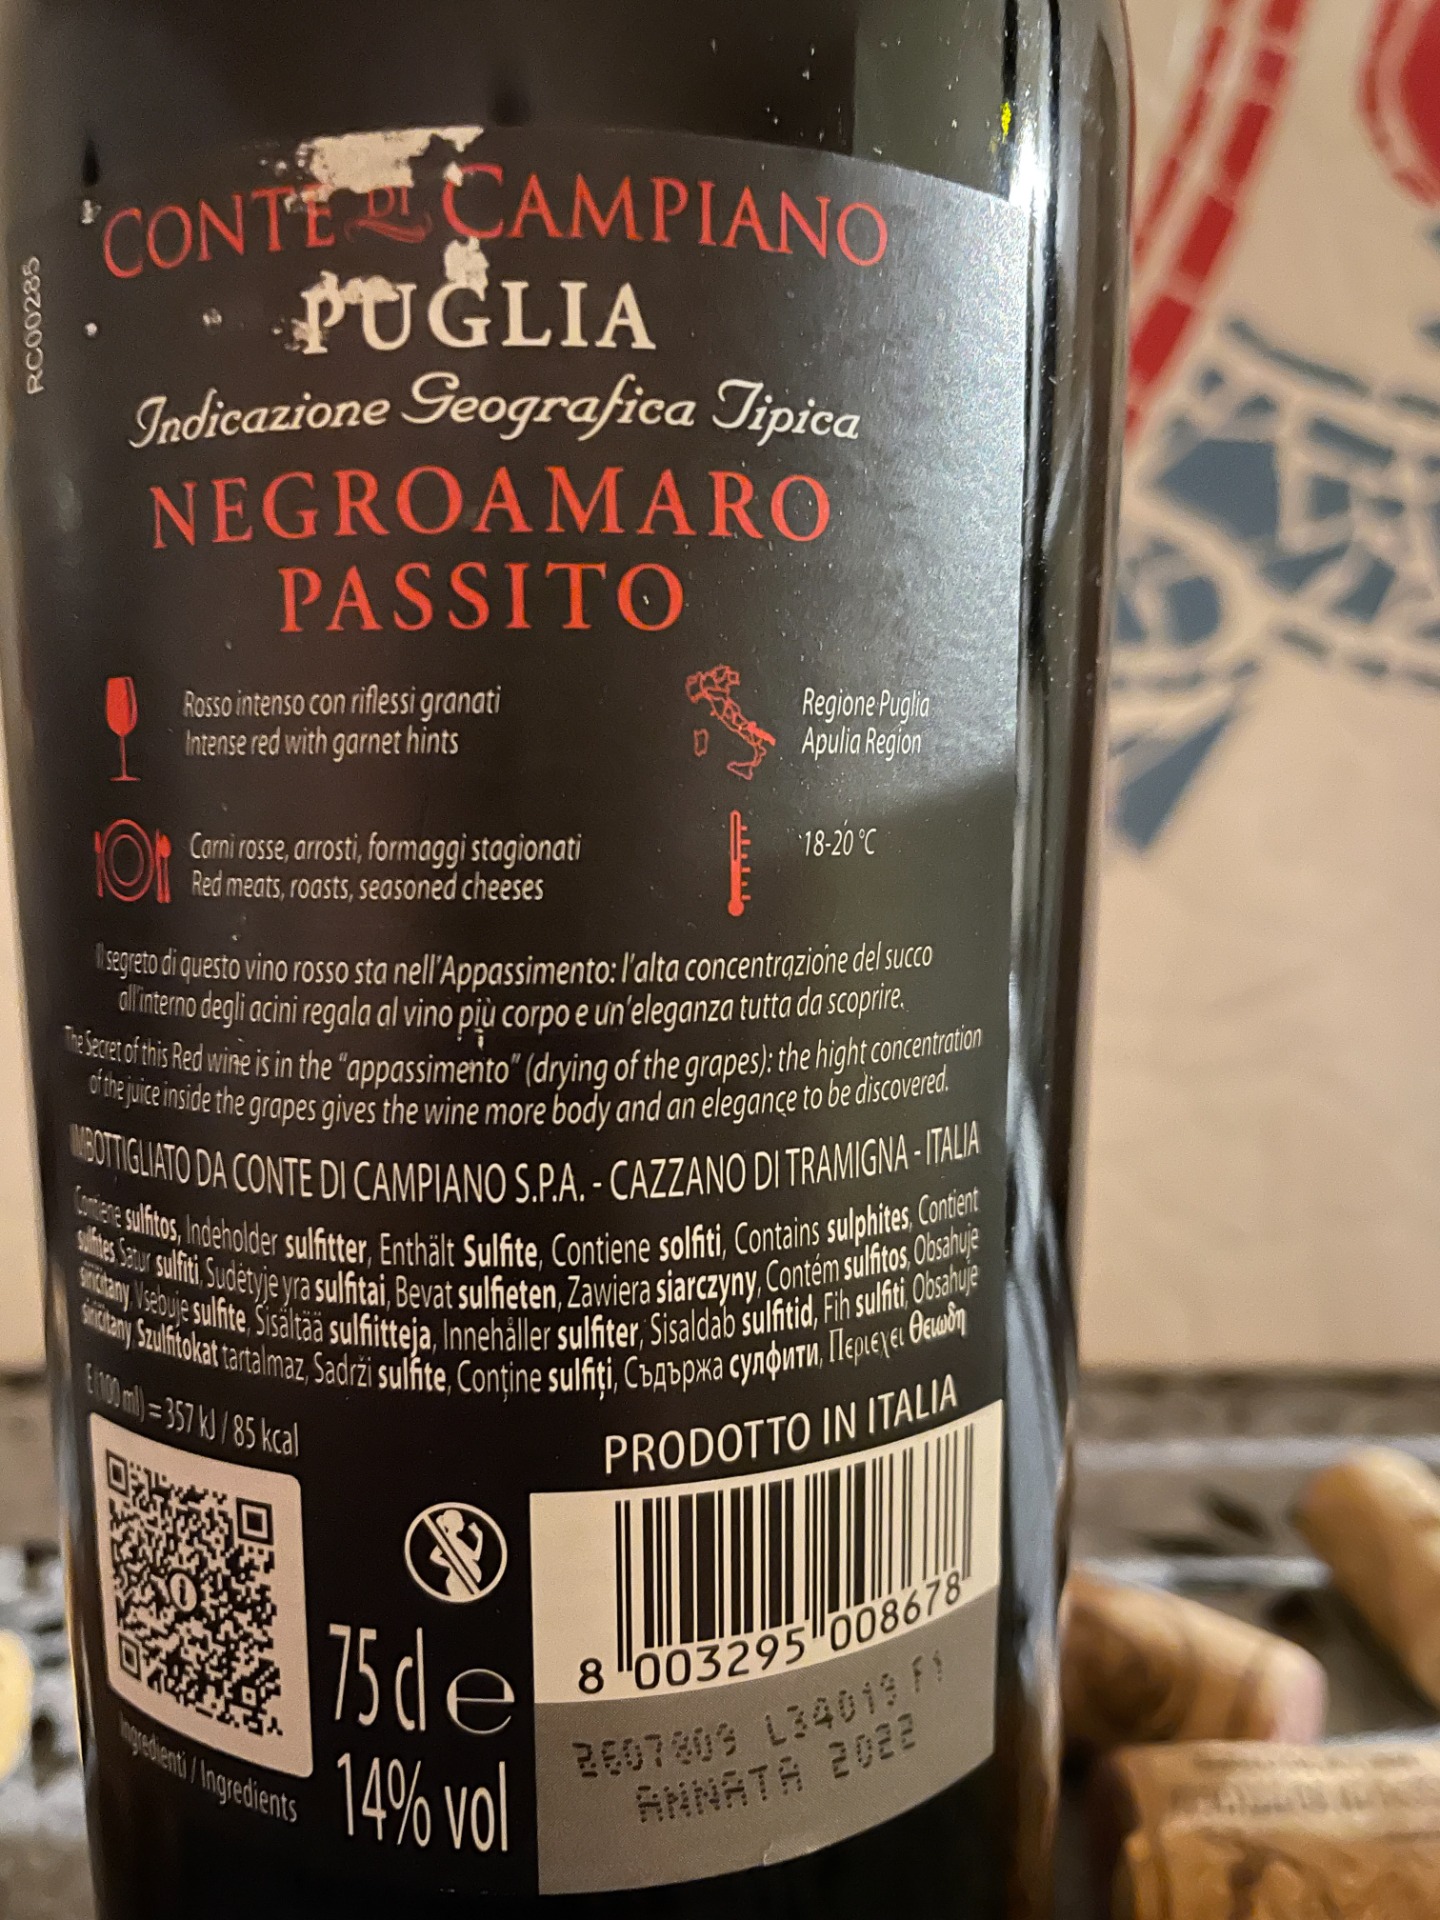 CONTE DI CAMPIANO
PUGLIA
Indicazione Geografica Tipica
NEGROAMARO
PASSITO
RC00285
Rosso intenso con riflessi granati
Intense red with garnet hints
Regione Puglia
Apulia Region
Carni rosse, arrosti, formaggi stagionati
Red meats, roasts, seasoned cheeses
18-20 °C
Il segreto di questo vino rosso sta nell'Appassimento: l'alta concentrazione del succo
all'interno degli acini regala al vino più corpo e un'eleganza tutta da scoprire.
The Secret of this Red wine is in the "appassimento" (drying of the grapes): the hight concentration
of the juice inside the grapes gives the wine more body and an elegance to be discovered.
IMBOTTIGLIATO DA CONTE DI CAMPIANO S.P.A. - CAZZANO DI TRAMIGNA - ITALIA
Contiene sulfitos, Indeholder sulfitter, Enthält Sulfite, Contiene solfiti, Contains sulphites, Contient
sulfites, Satur sulfīti, Sudėtyje yra sulfitai, Bevat sulfieten, Zawiera siarczyny, Contém sulfitos, Obsahuje
siřičitany, Vsebuje sulfite, Sisältää sulfiitteja, Innehåller sulfiter, Sisaldab sulfitid, Fih sulfiti, Obsahuje
siričitany, Szulfitokat tartalmaz, Sadrži sulfite, Conține sulfiți, Съдържа сулфити, Περιεχει Θειωδη
E (100 ml) = 357 kJ / 85 kcal
PRODOTTO IN ITALIA
8 003295 008678
75 cl e
14% vol
Ingredienti / Ingredients
L34019 F1
ANNATA 2022